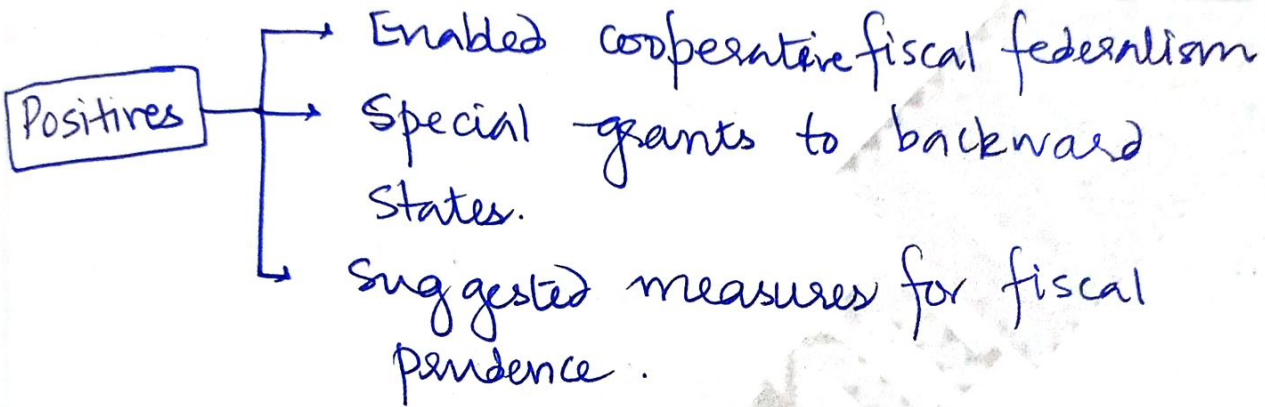 Enabled cooperative fiscal federalism
Positives
Special grants to backward
States.
Suggested measures for fiscal
prudence.